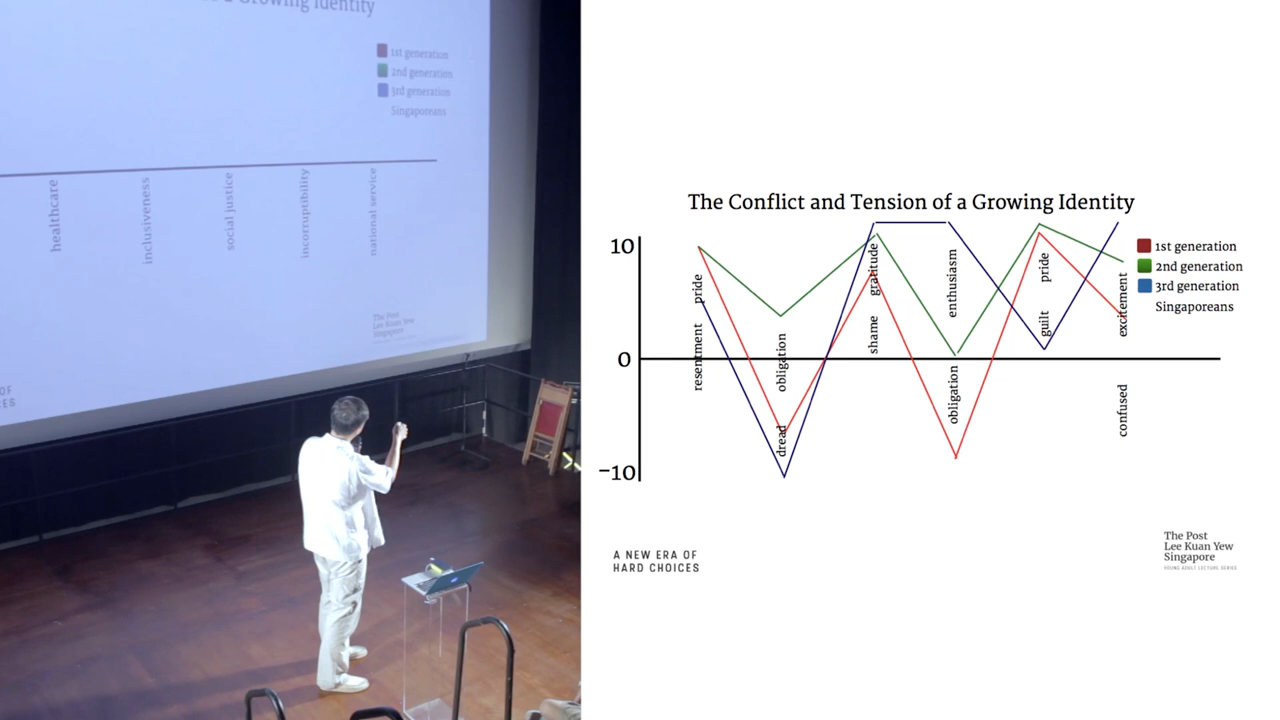 a Growing Identity
1st generation
2nd generation
3rd generation
Singaporeans
healthcare
inclusiveness
social justice
incorruptibility
national service
The Post
Lee Kuan Yew
Singapore
OF
CES
The Conflict and Tension of a Growing Identity
10
0
−10
pride
resentment
obligation
dread
gratitude
shame
enthusiasm
obligation
pride
guilt
excitement
confused
1st generation
2nd generation
3rd generation
Singaporeans
A NEW ERA OF
HARD CHOICES
The Post
Lee Kuan Yew
Singapore
YOUNG ADULT LECTURE SERIES